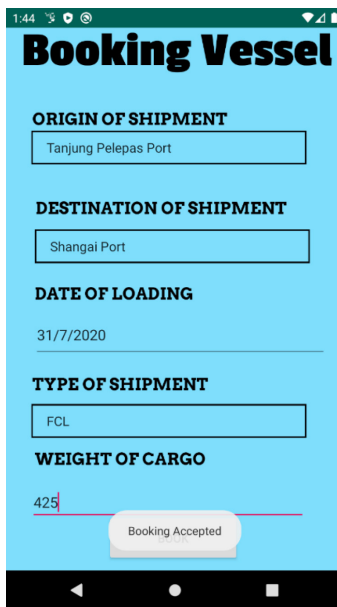 1:44
Booking Vessel
ORIGIN OF SHIPMENT
Tanjung Pelepas Port
DESTINATION OF SHIPMENT
Shangai Port
DATE OF LOADING
31/7/2020
TYPE OF SHIPMENT
FCL
WEIGHT OF CARGO
425
Booking Accepted
BOOK